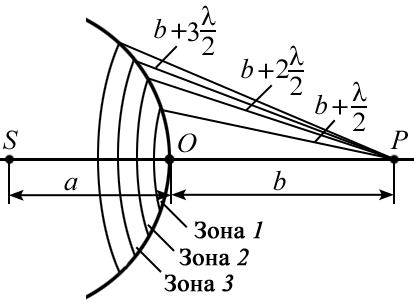 b+3λ/2
b+2λ/2
b+λ/2
S
O
P
a
b
Зона 1
Зона 2
Зона 3